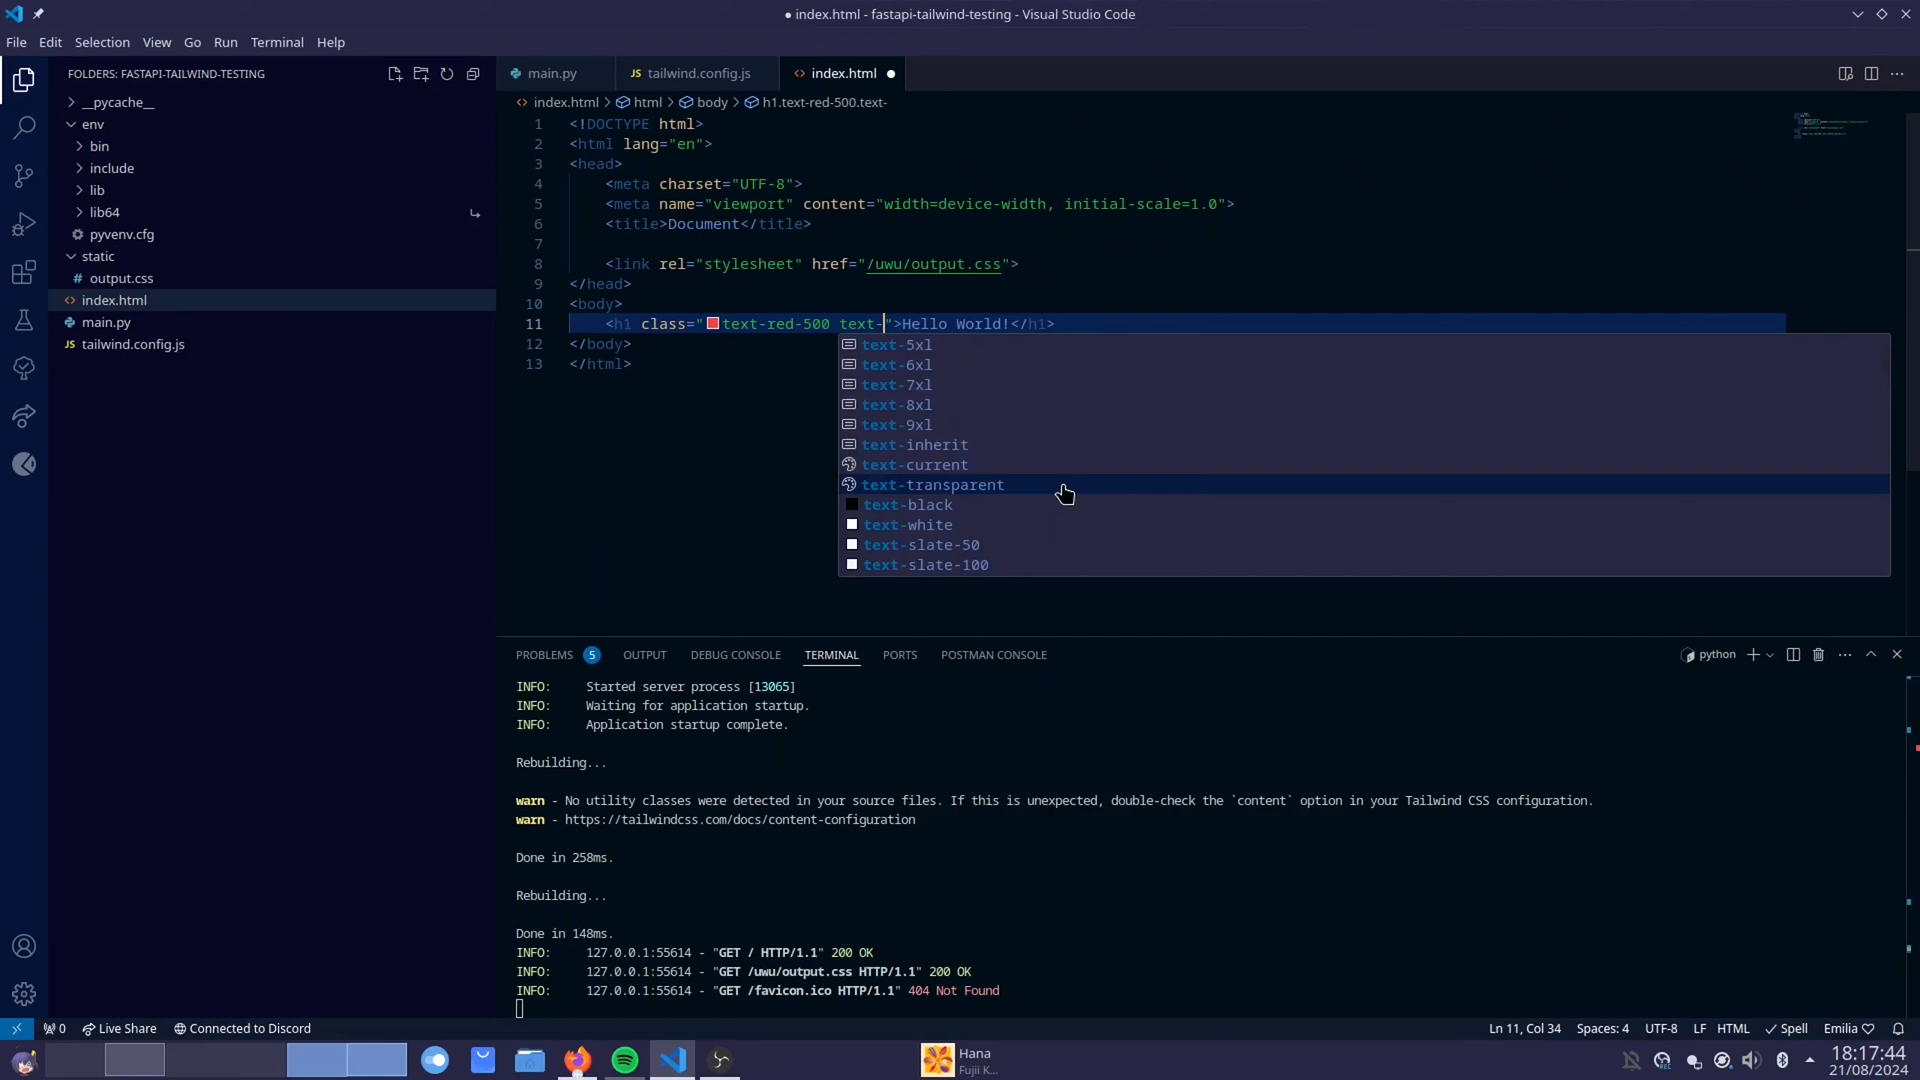 index.html - fastapi-tailwind-testing - Visual Studio Code
File Edit Selection View Go Run Terminal Help
FOLDERS: FASTAPI-TAILWIND-TESTING
__pycache__
env
bin
include
lib
lib64
pyvenv.cfg
static
# output.css
<> index.html
main.py
JS tailwind.config.js
main.py JS tailwind.config.js <> index.html
<> index.html > html > body > h1.text-red-500.text-
1 <!DOCTYPE html>
2 <html lang="en">
3 <head>
4 <meta charset="UTF-8">
5 <meta name="viewport" content="width=device-width, initial-scale=1.0">
6 <title>Document</title>
7
8 <link rel="stylesheet" href="/uwu/output.css">
9 </head>
10 <body>
11 <h1 class="text-red-500 text-">Hello World!</h1>
12 </body>
13 </html>
text-5xl
text-6xl
text-7xl
text-8xl
text-9xl
text-inherit
text-current
text-transparent
text-black
text-white
text-slate-50
text-slate-100
PROBLEMS 5 OUTPUT DEBUG CONSOLE TERMINAL PORTS POSTMAN CONSOLE python
INFO: Started server process [13065]
INFO: Waiting for application startup.
INFO: Application startup complete.
Rebuilding...
warn - No utility classes were detected in your source files. If this is unexpected, double-check the `content` option in your Tailwind CSS configuration.
warn - https://tailwindcss.com/docs/content-configuration
Done in 258ms.
Rebuilding...
Done in 148ms.
INFO: 127.0.0.1:55614 - "GET / HTTP/1.1" 200 OK
INFO: 127.0.0.1:55614 - "GET /uwu/output.css HTTP/1.1" 200 OK
INFO: 127.0.0.1:55614 - "GET /favicon.ico HTTP/1.1" 404 Not Found
0 Live Share Connected to Discord Ln 11, Col 34 Spaces: 4 UTF-8 LF HTML Spell Emilia
Hana
Fujii K...
REC
18:17:44
21/08/2024